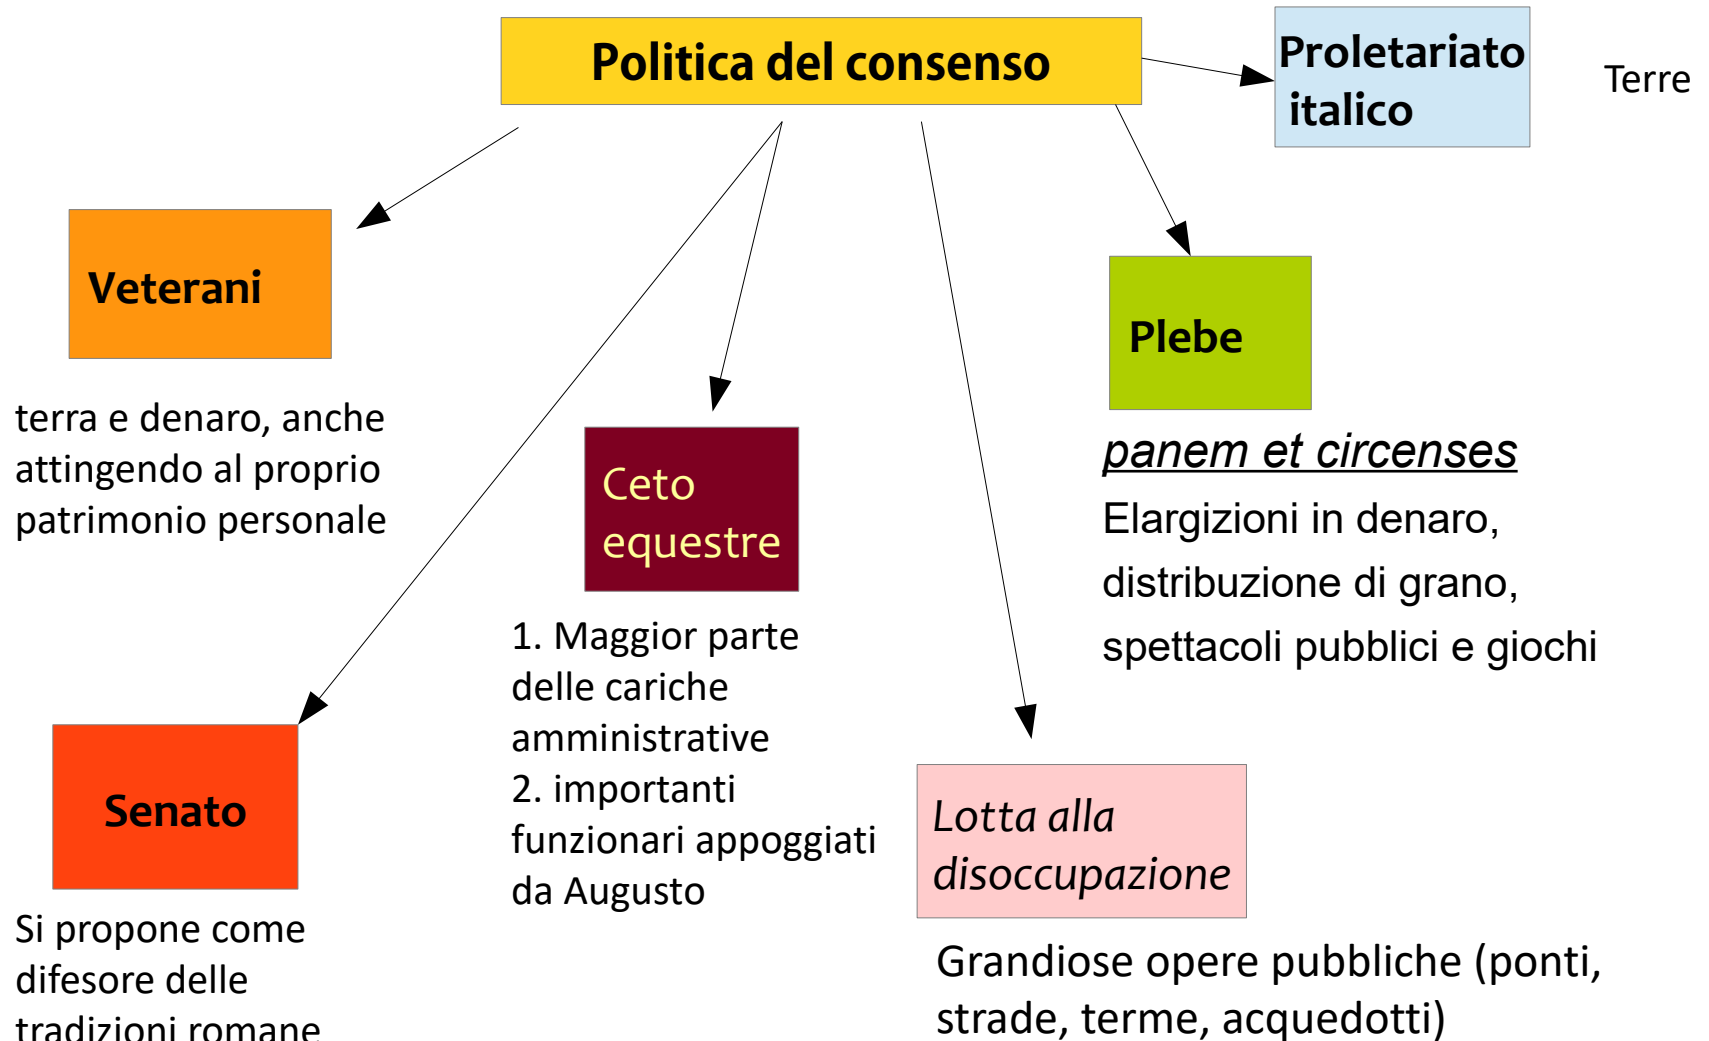 Politica del consenso
Proletariato
italico
Terre
Veterani
terra e denaro, anche
attingendo al proprio
patrimonio personale
Plebe
panem et circenses
Elargizioni in denaro,
distribuzione di grano,
spettacoli pubblici e giochi
Ceto
equestre
1. Maggior parte
delle cariche
amministrative
2. importanti
funzionari appoggiati
da Augusto
Senato
Si propone come
difesore delle
tradizioni romane
Lotta alla
disoccupazione
Grandiose opere pubbliche (ponti,
strade, terme, acquedotti)